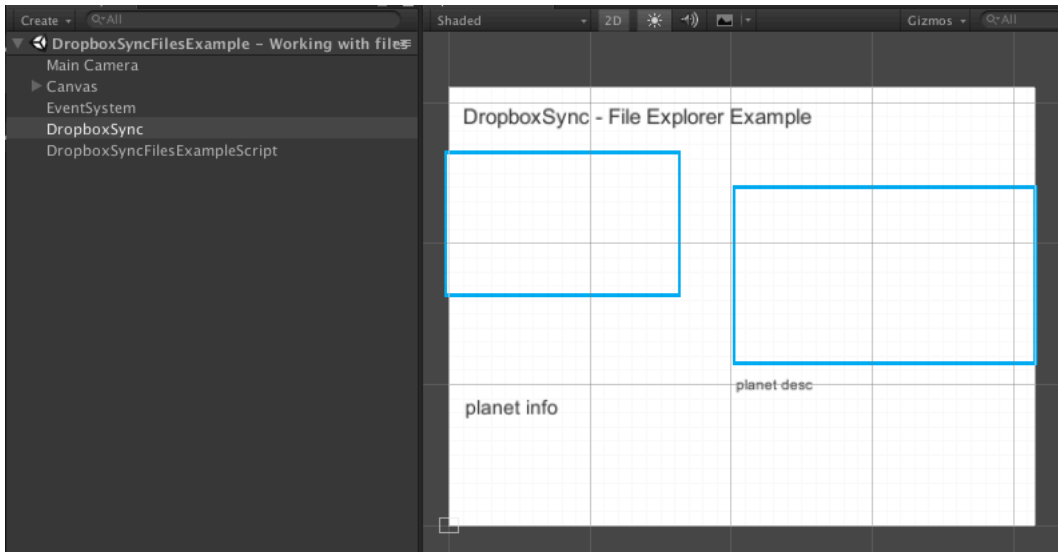 Create
All
DropboxSyncFilesExample – Working with files
Main Camera
Canvas
EventSystem
DropboxSync
DropboxSyncFilesExampleScript
Shaded
2D
Gizmos
All
DropboxSync - File Explorer Example
planet desc
planet info